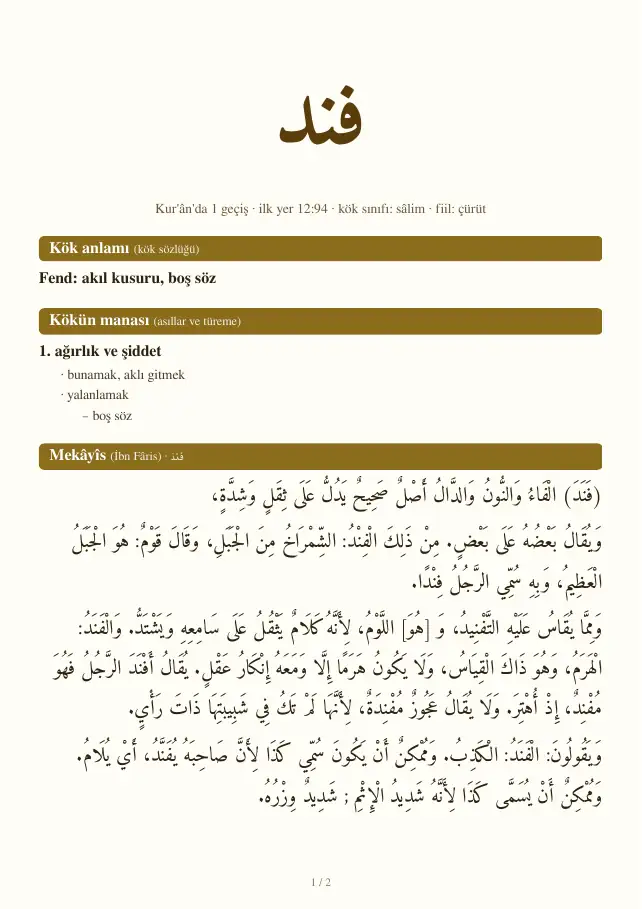 فند
Kur'ân'da 1 geçiş · ilk yer 12:94 · kök sınıfı: sâlim · fiil: çürüt
Kök anlamı (kök sözlüğü)
Fend: akıl kusuru, boş söz
Kökün manası (asıllar ve türeme)
1. ağırlık ve şiddet
· bunamak, aklı gitmek
· yalanlamak
– boş söz
Mekâyîs (İbn Fâris) · فند
(فَنَدَ) الْفَاءُ وَالنُّونُ وَالدَّالُ أَصْلٌ صَحِيحٌ يَدُلُّ عَلَى ثِقَلٍ وَشِدَّةٍ،
وَيُقَالُ بَعْضُهُ عَلَى بَعْضٍ. مِنْ ذَلِكَ الْفِنْدُ: الشِّمْرَاخُ مِنَ الْجَبَلِ، وَقَالَ قَوْمٌ: هُوَ الْجَبَلُ
الْعَظِيمُ، وَبِهِ سُمِّي الرَّجُلُ فِنْدًا.
وَمِمَّا يُقَاسُ عَلَيْهِ التَّفْنِيدُ، وَ [هُوَ] اللَّوْمُ، لِأَنَّهُ كَلَامٌ يَثْقُلُ عَلَى سَامِعِهِ وَيَشْتَدُّ. وَالْفَنَدُ:
الْهَرَمُ، وَهُوَ ذَاكَ الْقِيَاسُ، وَلَا يَكُونُ هَرَمًا إِلَّا وَمَعَهُ إِنْكَارُ عَقْلٍ. يُقَالُ أَفْنَدَ الرَّجُلُ فَهُوَ
مُفْنِدٌ، إِذْ أُهْتِرَ. وَلَا يُقَالُ عَجُوزٌ مُفْنِدَةٌ، لِأَنَّهَا لَمْ تَكُ فِي شَبِيبَتِهَا ذَاتَ رَأْيٍ.
وَيَقُولُونَ: الْفَنَدُ: الْكَذِبُ. وَمُمْكِنٌ أَنْ يَكُونَ سُمِّي كَذَا لِأَنَّ صَاحِبَهُ يُفَنَّدُ، أَيْ يُلَامُ.
وَمُمْكِنٌ أَنْ يُسَمَّى كَذَا لِأَنَّهُ شَدِيدُ الْإِثْمِ ; شَدِيدٌ وِزْرُهُ.
1 / 2